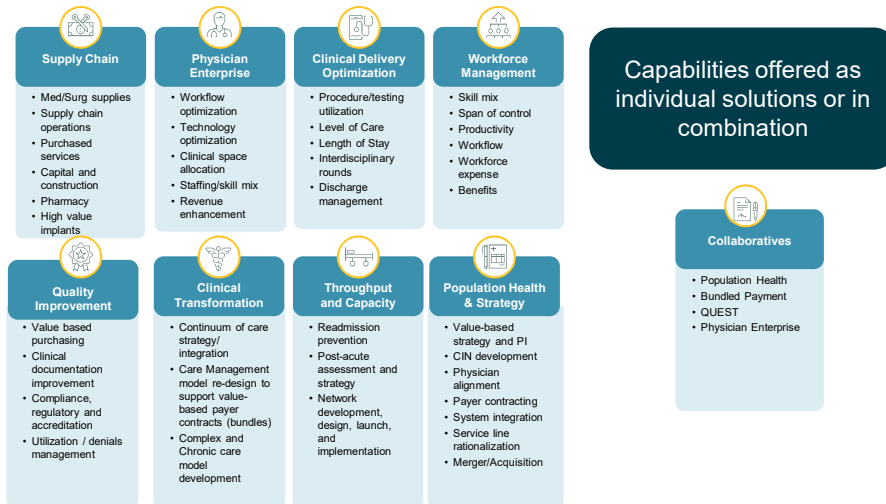 Supply Chain
• Med/Surg supplies
• Supply chain
operations
• Purchased
services
• Capital and
construction
• Pharmacy
• High value
implants
Physician
Enterprise
• Workflow
optimization
• Technology
optimization
• Clinical space
allocation
• Staffing/skill mix
• Revenue
enhancement
Clinical Delivery
Optimization
• Procedure/testing
utilization
• Level of Care
• Length of Stay
• Interdisciplinary
rounds
• Discharge
management
Workforce
Management
• Skill mix
• Span of control
• Productivity
• Workflow
• Workforce
expense
• Benefits
Capabilities offered as
individual solutions or in
combination
Quality
Improvement
• Value based
purchasing
• Clinical
documentation
improvement
• Compliance,
regulatory and
accreditation
• Utilization / denials
management
Clinical
Transformation
• Continuum of care
strategy/
integration
• Care Management
model re-design to
support value-
based payer
contracts (bundles)
• Complex and
Chronic care
model
development
Throughput
and Capacity
• Readmission
prevention
• Post-acute
assessment and
strategy
• Network
development,
design, launch,
and
implementation
Population Health
& Strategy
• Value-based
strategy and PI
• CIN development
• Physician
alignment
• Payer contracting
• System integration
• Service line
rationalization
• Merger/Acquisition
Collaboratives
• Population Health
• Bundled Payment
• QUEST
• Physician Enterprise